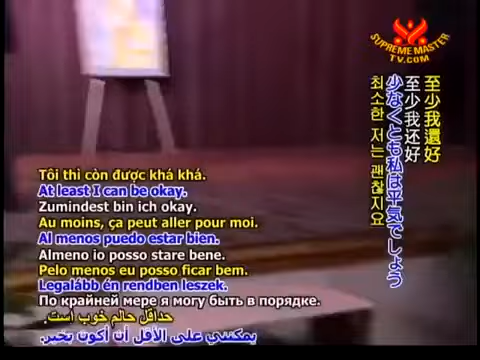 SUPREME MASTER
TV.COM
至少我還好
至少我还好
少なくとも私は平気でしょう
최소한 저는 괜찮지요
Tôi thì còn được khá khá.
At least I can be okay.
Zumindest bin ich okay.
Au moins, ça peut aller pour moi.
Al menos puedo estar bien.
Almeno io posso stare bene.
Pelo menos eu posso ficar bem.
Legalább én rendben leszek.
По крайней мере я могу быть в порядке.
حداقل حالم خوب است.
يمكنني على الأقل أن أكون بخير.